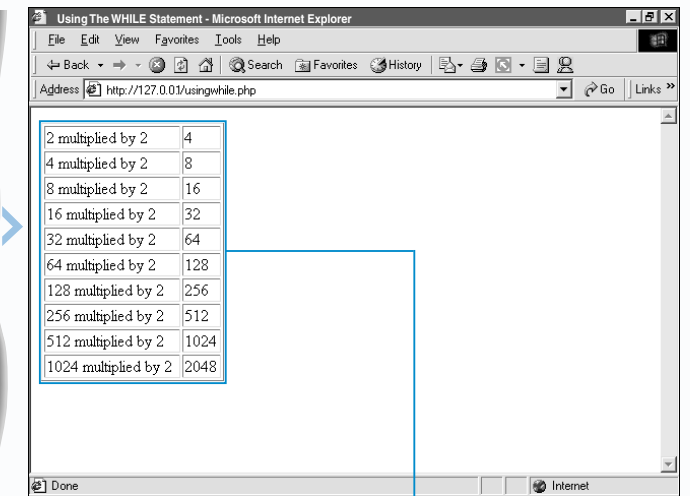 Using The WHILE Statement - Microsoft Internet Explorer
File Edit View Favorites Tools Help
Back Search Favorites History
Address http://127.0.01/usingwhile.php Go Links »
2 multiplied by 2 4
4 multiplied by 2 8
8 multiplied by 2 16
16 multiplied by 2 32
32 multiplied by 2 64
64 multiplied by 2 128
128 multiplied by 2 256
256 multiplied by 2 512
512 multiplied by 2 1024
1024 multiplied by 2 2048
Done Internet